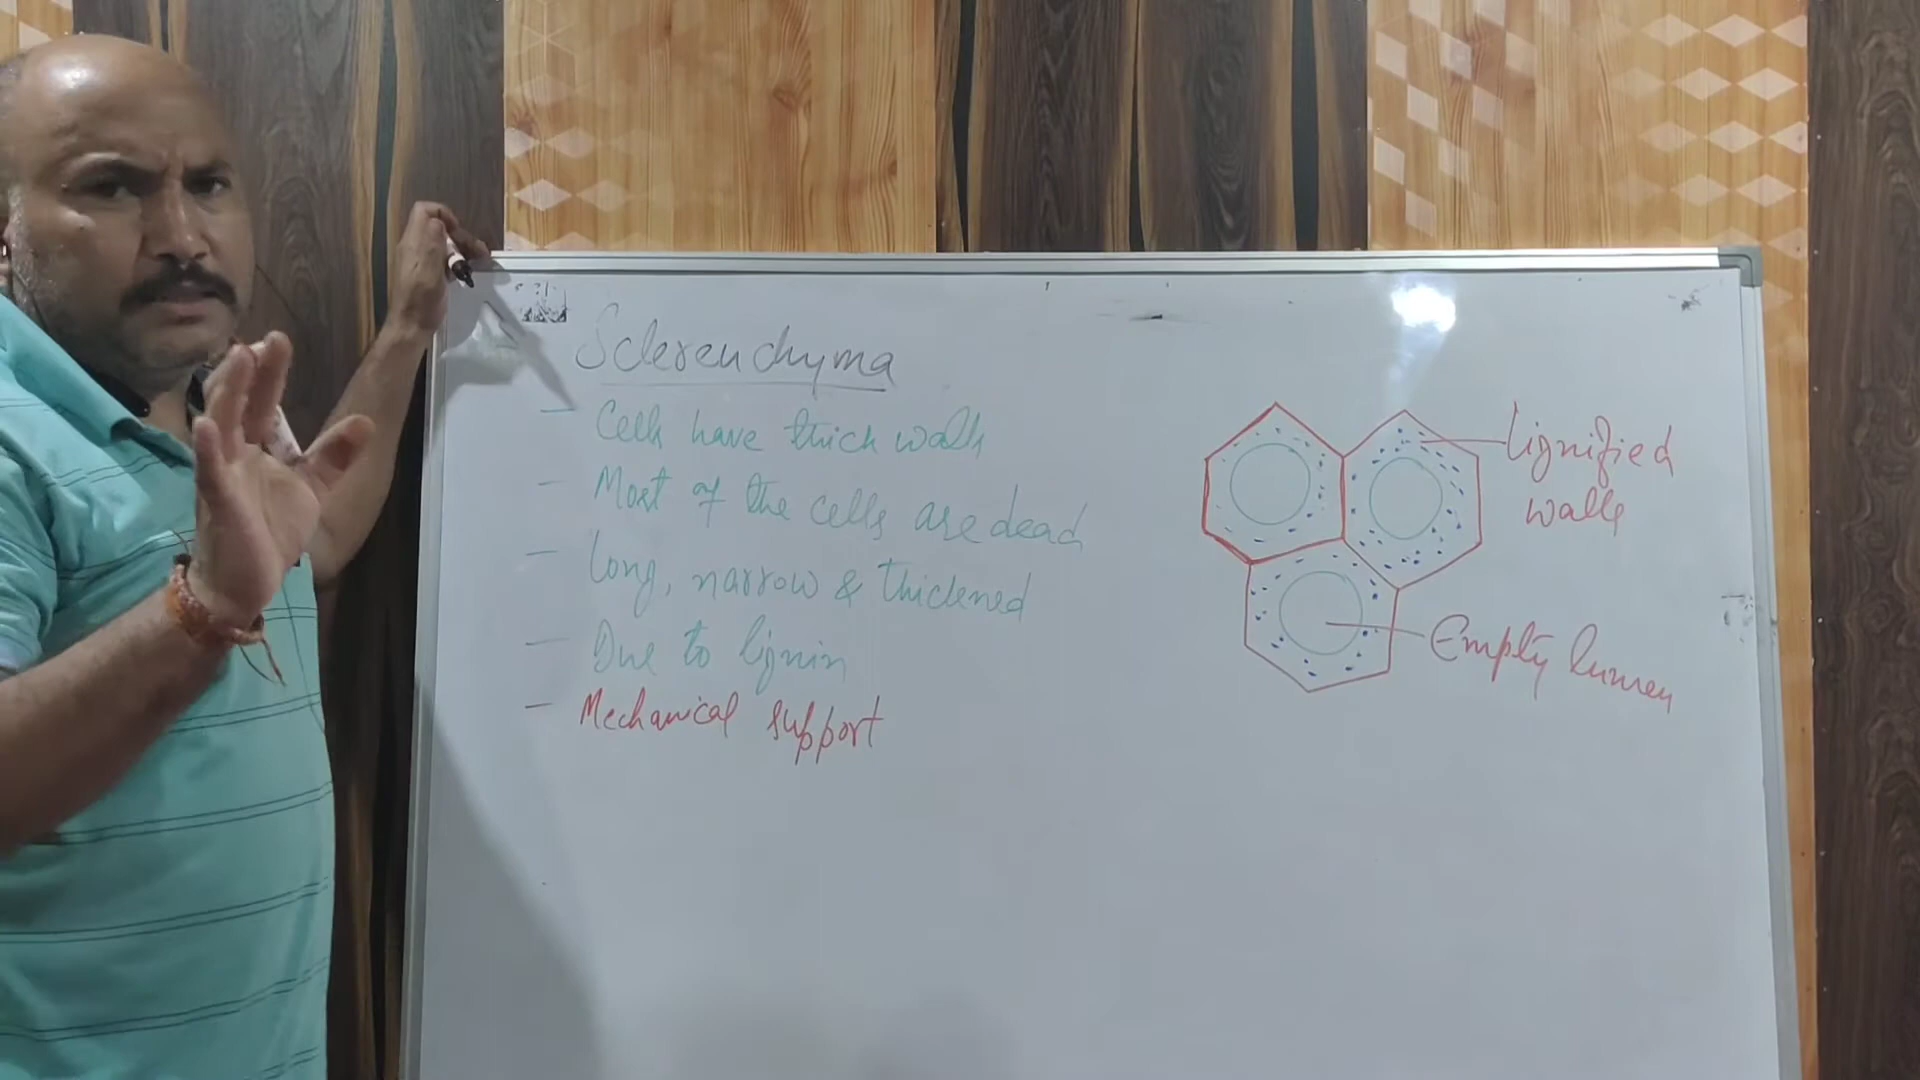 Sclerenchyma
- Cells have thick walls
- Most of the cells are dead
- Long, narrow & thickened
- Due to lignin
- Mechanical support
Lignified
walls
Empty lumen